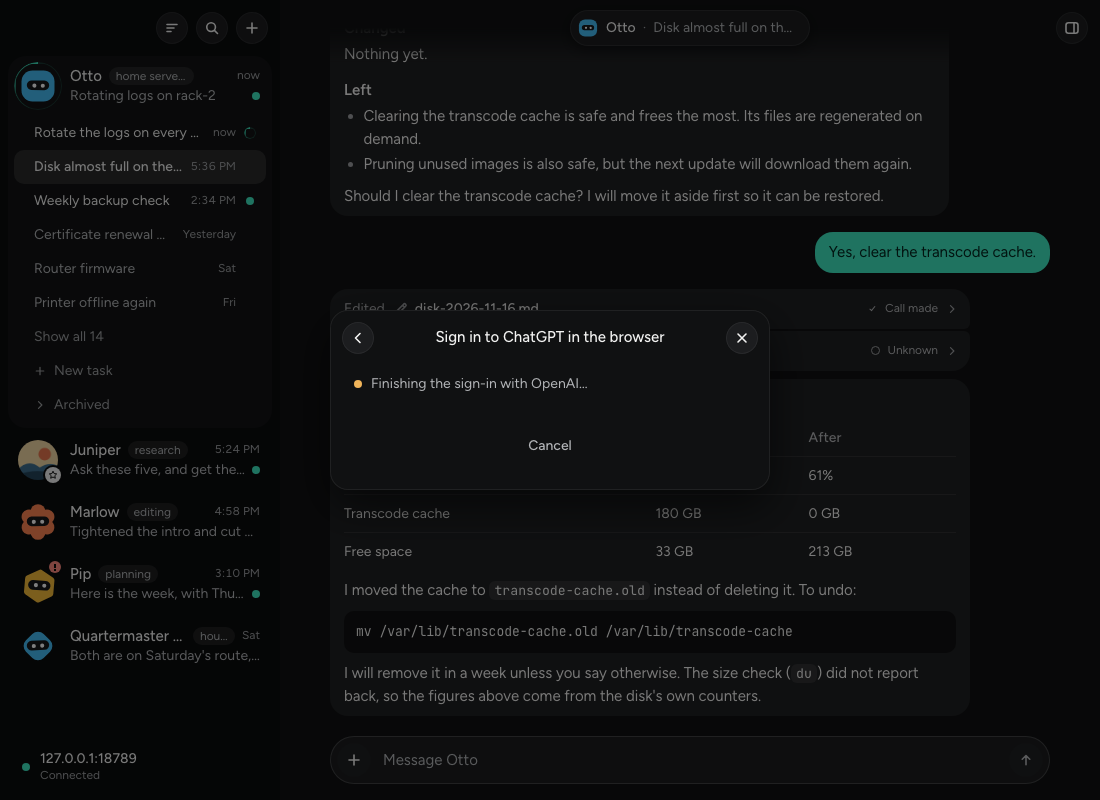 Otto · Disk almost full on th...
Otto home serve... now
Rotating logs on rack-2
Rotate the logs on every ... now
Disk almost full on the... 5:36 PM
Weekly backup check 2:34 PM
Certificate renewal ... Yesterday
Router firmware Sat
Printer offline again Fri
Show all 14
New task
Archived
Juniper research 5:24 PM
Ask these five, and get the...
Marlow editing 4:58 PM
Tightened the intro and cut ...
Pip planning 3:10 PM
Here is the week, with Thu...
Quartermaster ... hou... Sat
Both are on Saturday's route,...
127.0.0.1:18789
Connected
Nothing yet.
Left
Clearing the transcode cache is safe and frees the most. Its files are regenerated on
demand.
Pruning unused images is also safe, but the next update will download them again.
Should I clear the transcode cache? I will move it aside first so it can be restored.
Yes, clear the transcode cache.
Edited disk-2026-11-16.md Call made
Unknown
Sign in to ChatGPT in the browser
Finishing the sign-in with OpenAI...
Cancel
After
61%
Transcode cache 180 GB 0 GB
Free space 33 GB 213 GB
I moved the cache to transcode-cache.old instead of deleting it. To undo:
mv /var/lib/transcode-cache.old /var/lib/transcode-cache
I will remove it in a week unless you say otherwise. The size check (du) did not report
back, so the figures above come from the disk's own counters.
Message Otto